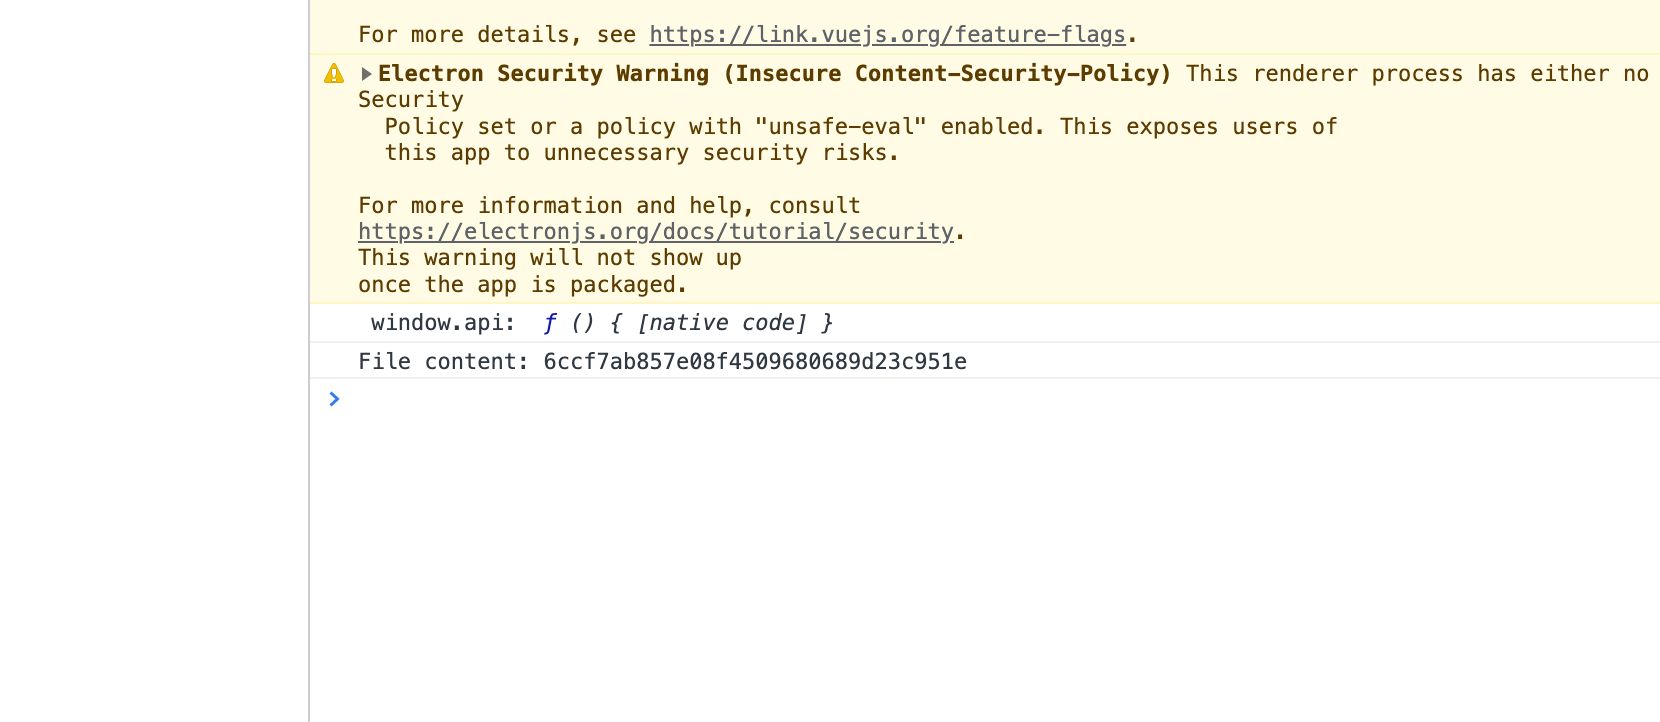 For more details, see https://link.vuejs.org/feature-flags.
Electron Security Warning (Insecure Content-Security-Policy) This renderer process has either no
Security
Policy set or a policy with "unsafe-eval" enabled. This exposes users of
this app to unnecessary security risks.
For more information and help, consult
https://electronjs.org/docs/tutorial/security.
This warning will not show up
once the app is packaged.
window.api: ƒ () { [native code] }
File content: 6ccf7ab857e08f4509680689d23c951e